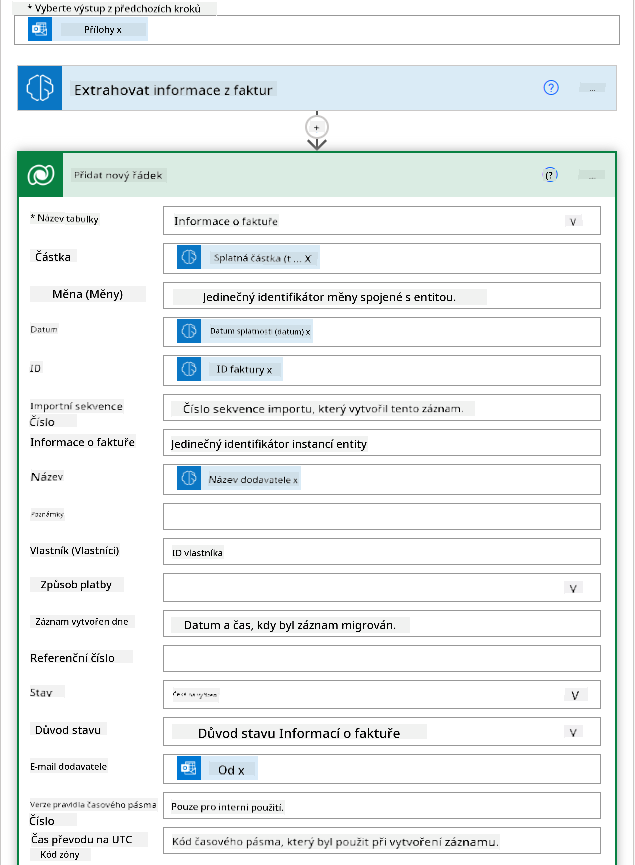 * Vyberte výstup z předchozích kroků
Přílohy x
Extrahovat informace z faktur
?
...
+
Přidat nový řádek
(?
...
* Název tabulky
Informace o faktuře
V
Částka
Splatná částka (t ... X
Měna (Měny)
Jedinečný identifikátor měny spojené s entitou.
Datum
Datum splatnosti (datum) x
ID
ID faktury x
Importní sekvence
Číslo sekvence importu, který vytvořil tento záznam.
Číslo
Informace o faktuře
Jedinečný identifikátor instancí entity
Název
Název dodavatele x
Poznámky
Vlastník (Vlastníci)
ID vlastníka
Způsob platby
V
Záznam vytvořen dne
Datum a čas, kdy byl záznam migrován.
Referenční číslo
Stav
V
Důvod stavu
Důvod stavu Informací o faktuře
V
E-mail dodavatele
Od x
Verze pravidla časového pásma
Pouze pro interní použití.
Číslo
Čas převodu na UTC
Kód časového pásma, který byl použit při vytvoření záznamu.
Kód zóny